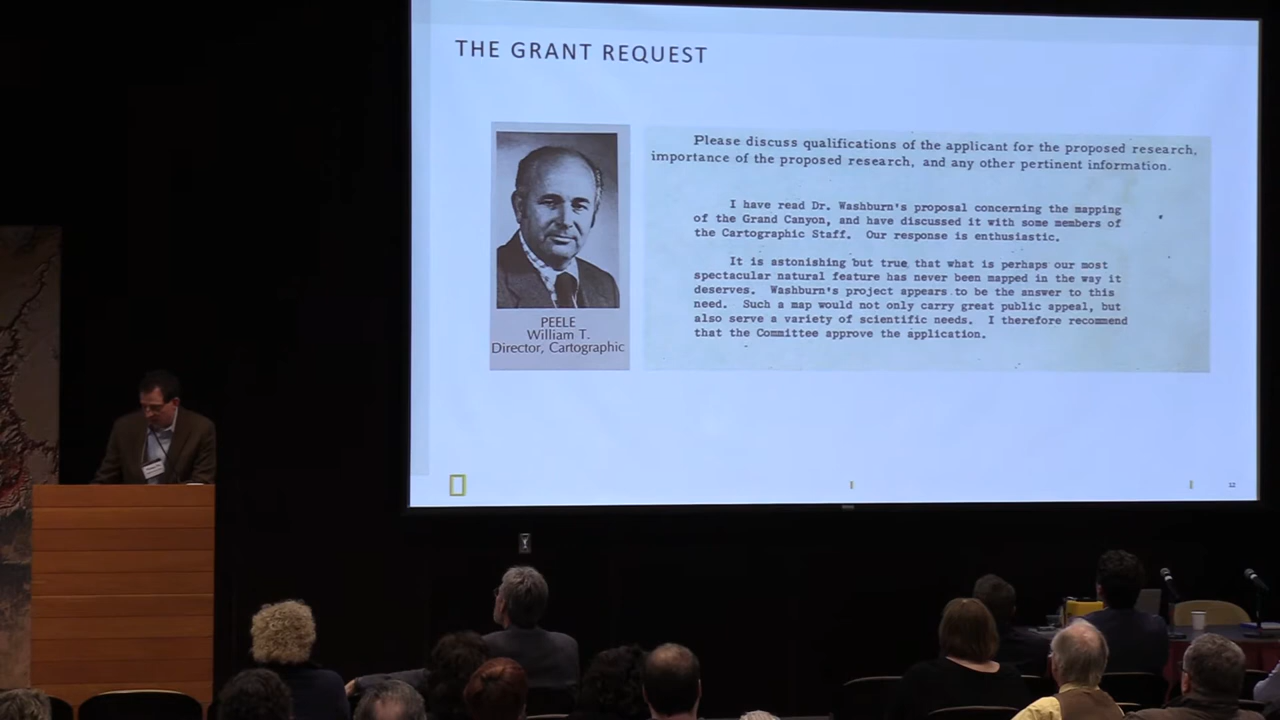 THE GRANT REQUEST
PEELE
William T.
Director, Cartographic
Please discuss qualifications of the applicant for the proposed research,
importance of the proposed research, and any other pertinent information.
I have read Dr. Washburn's proposal concerning the mapping
of the Grand Canyon, and have discussed it with some members of
the Cartographic Staff. Our response is enthusiastic.
It is astonishing but true that what is perhaps our most
spectacular natural feature has never been mapped in the way it
deserves. Washburn's project appears to be the answer to this
need. Such a map would not only carry great public appeal, but
also serve a variety of scientific needs. I therefore recommend
that the Committee approve the application.
12